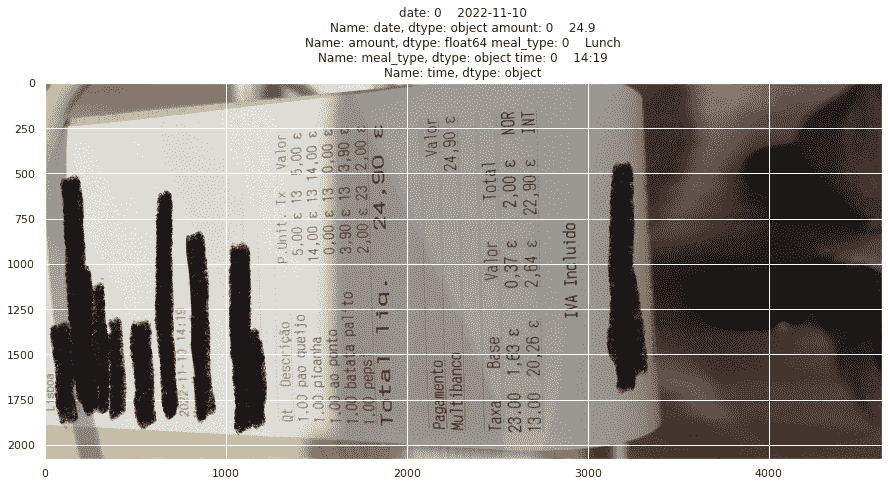 date: 0    2022-11-10
Name: date, dtype: object amount: 0    24.9
Name: amount, dtype: float64 meal_type: 0    Lunch
Name: meal_type, dtype: object time: 0    14:19
Name: time, dtype: object
0
250
500
750
1000
1250
1500
1750
2000
0
1000
2000
3000
4000
Lisboa
2022-11-10 14:19
Qt Descrição P.Unit. Tx Valor
1.00 pao queijo 5,00 € 13 5,00 €
1.00 picanha 14,00 € 13 14,00 €
1.00 ao ponto 0,00 € 13 0,00 €
1.00 batata pal'to 3,90 € 13 3,90 €
1.00 peps 2,00 € 23 2,00 €
Total liq. 24,90 €
Pagamento Valor
Multibanco 24,90 €
Taxa Base Valor Total
23.00 1,63 € 0,37 € 2,00 € NOR
13.00 20,26 € 2,64 € 22,90 € INT
IVA Incluido